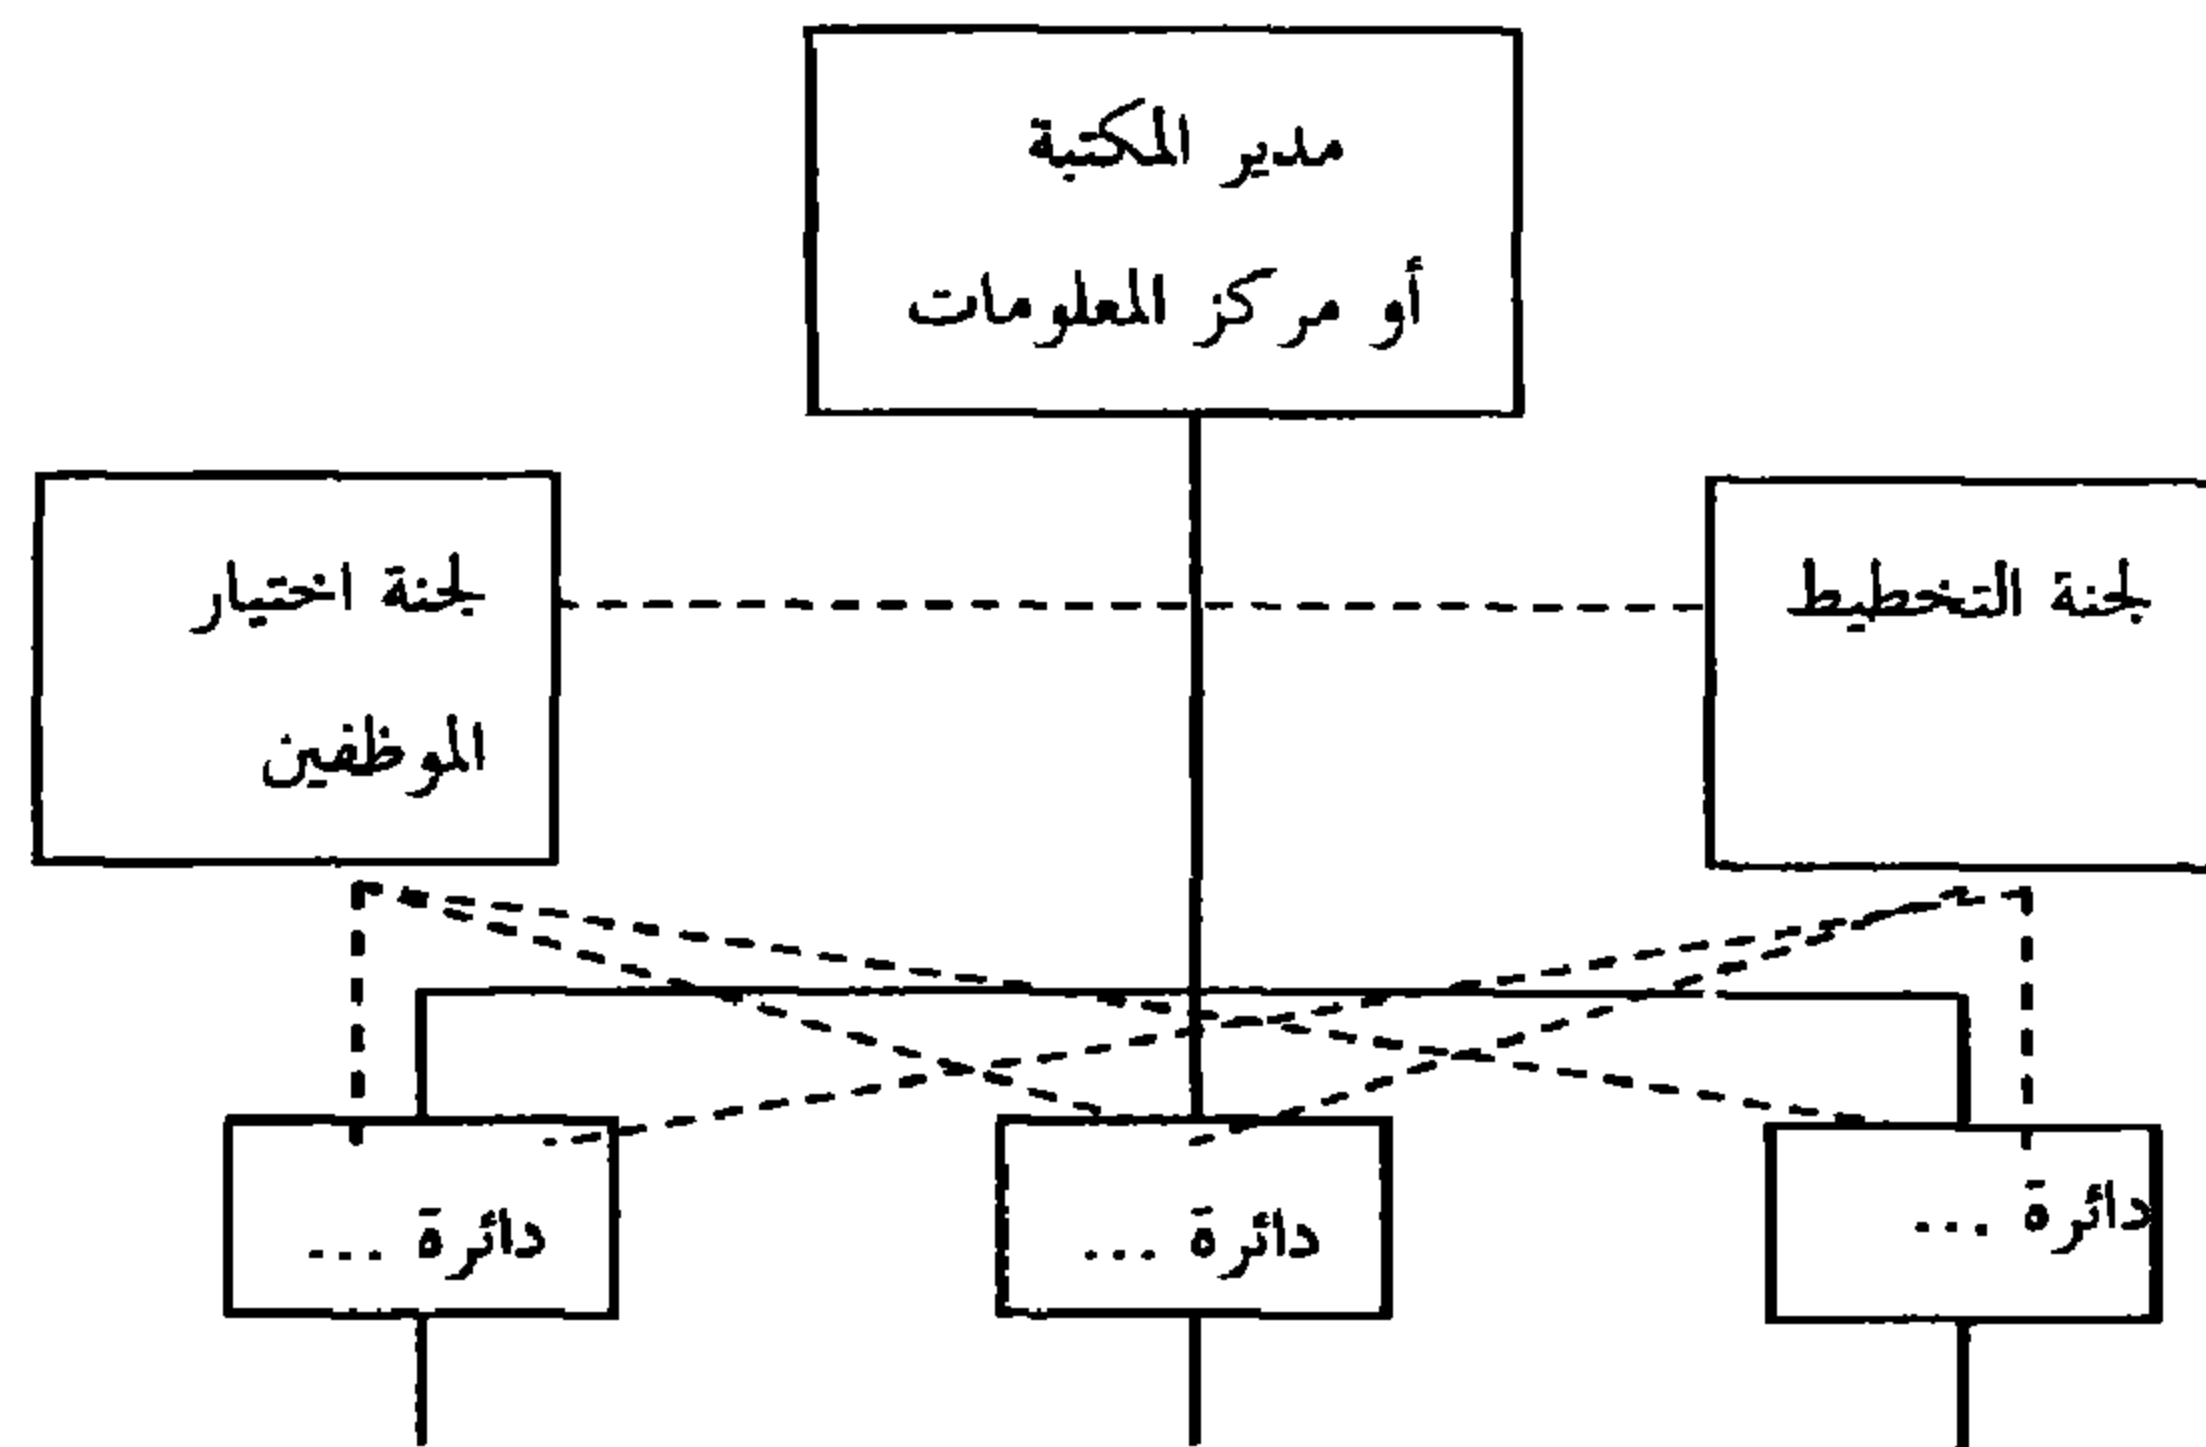 مدير المكتبة
أو مركز المعلومات
لجنة التخطيط
لجنة اختيار
الموظفين
دائرة ...
دائرة ...
دائرة ...